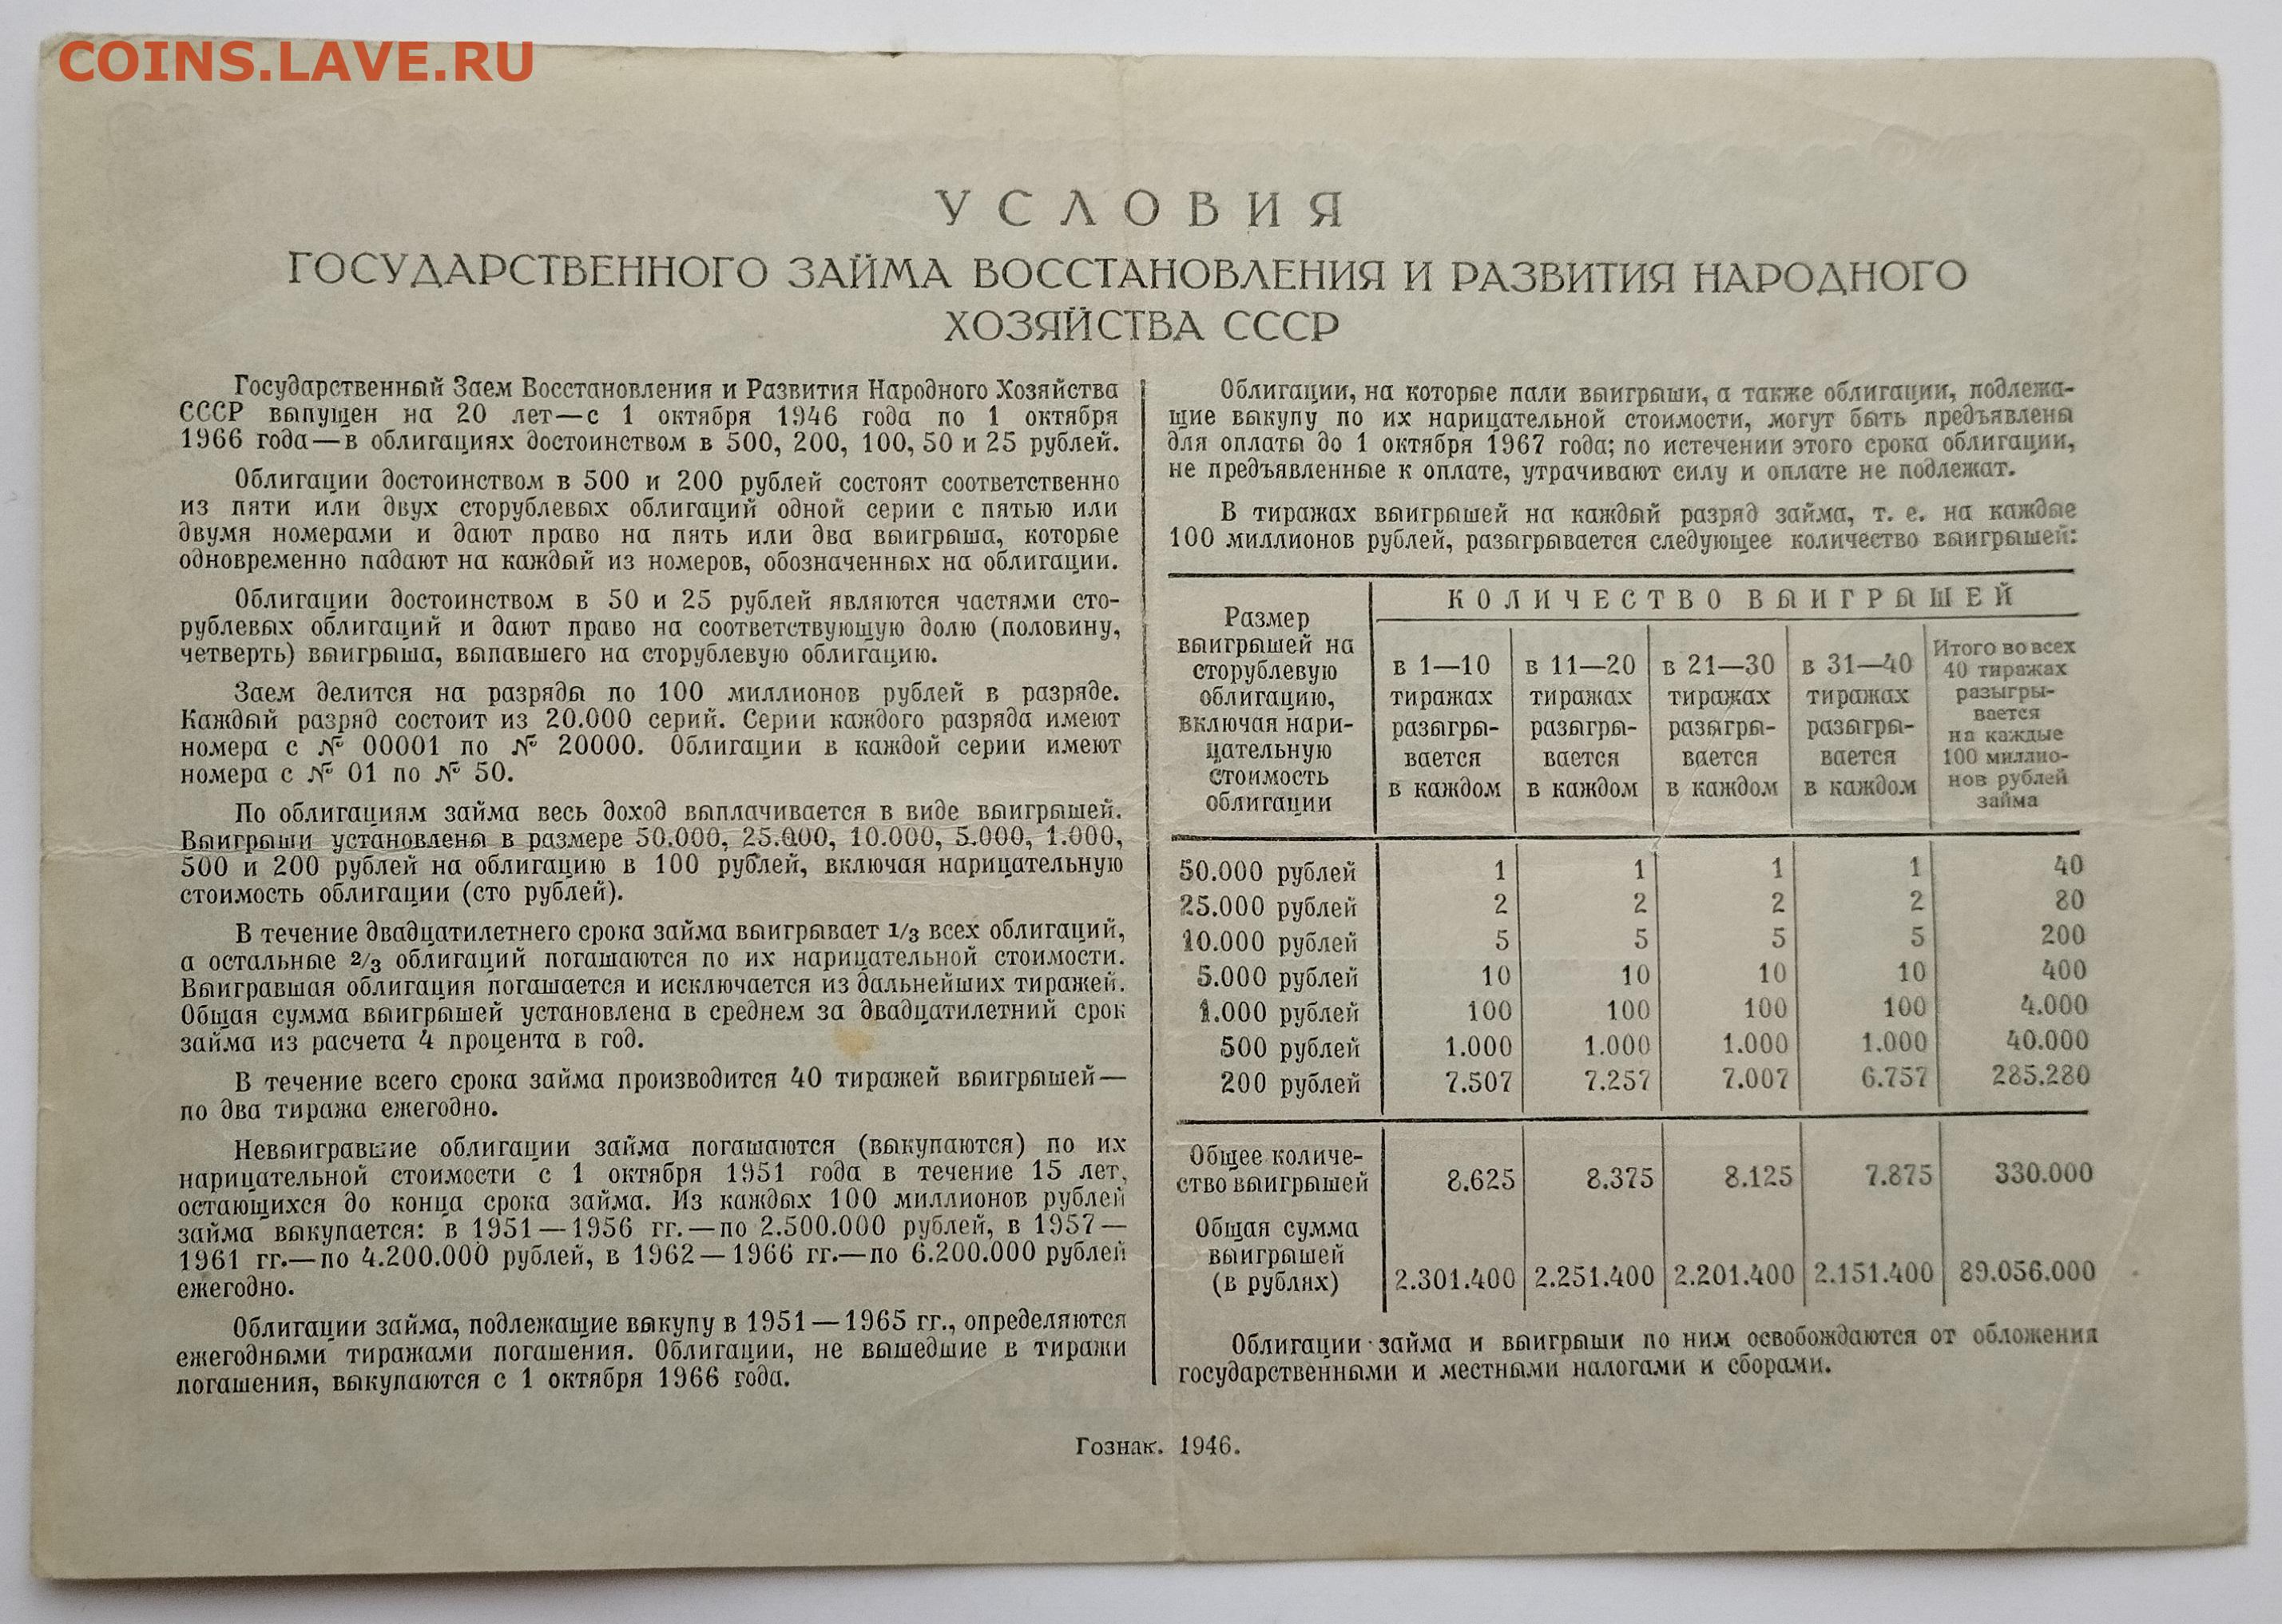 COINS.LAVE.RU
УСЛОВИЯ
ГОСУДАРСТВЕННОГО ЗАЙМА ВОССТАНОВЛЕНИЯ И РАЗВИТИЯ НАРОДНОГО
ХОЗЯЙСТВА СССР
Государственный Заем Восстановления и Развития Народного Хозяйства
СССР выпущен на 20 лет—с 1 октября 1946 года по 1 октября
1966 года—в облигациях достоинством в 500, 200, 100, 50 и 25 рублей.
Облигации достоинством в 500 и 200 рублей состоят соответственно
из пяти или двух сторублевых облигаций одной серии с пятью или
двумя номерами и дают право на пять или два выигрыша, которые
одновременно падают на каждый из номеров, обозначенных на облигации.
Облигации достоинством в 50 и 25 рублей являются частями сто-
рублевых облигаций и дают право на соответствующую долю (половину,
четверть) выигрыша, выпавшего на сторублевую облигацию.
Заем делится на разряды по 100 миллионов рублей в разряде.
Каждый разряд состоит из 20.000 серий. Серии каждого разряда имеют
номера с № 00001 по № 20000. Облигации в каждой серии имеют
номера с № 01 по № 50.
По облигациям займа весь доход выплачивается в виде выигрышей.
Выигрыши установлены в размере 50.000, 25.000, 10.000, 5.000, 1.000,
500 и 200 рублей на облигацию в 100 рублей, включая нарицательную
стоимость облигации (сто рублей).
В течение двадцатилетнего срока займа выигрывает 1/3 всех облигаций,
а остальные 2/3 облигаций погашаются по их нарицательной стоимости.
Выигравшая облигация погашается и исключается из дальнейших тиражей.
Общая сумма выигрышей установлена в среднем за двадцатилетний срок
займа из расчета 4 процента в год.
В течение всего срока займа производится 40 тиражей выигрышей—
по два тиража ежегодно.
Невыигравшие облигации займа погашаются (выкупаются) по их
нарицательной стоимости с 1 октября 1951 года в течение 15 лет,
остающихся до конца срока займа. Из каждых 100 миллионов рублей
займа выкупается: в 1951—1956 гг.—по 2.500.000 рублей, в 1957—
1961 гг.—по 4.200.000 рублей, в 1962—1966 гг.—по 6.200.000 рублей
ежегодно.
Облигации займа, подлежащие выкупу в 1951—1965 гг., определяются
ежегодными тиражами погашения. Облигации, не вышедшие в тиражи
погашения, выкупаются с 1 октября 1966 года.
Облигации, на которые пали выигрыши, а также облигации, подлежа-
щие выкупу по их нарицательной стоимости, могут быть предъявлены
для оплаты до 1 октября 1967 года; по истечении этого срока облигации,
не предъявленные к оплате, утрачивают силу и оплате не подлежат.
В тиражах выигрышей на каждый разряд займа, т. е. на каждые
100 миллионов рублей, разыгрывается следующее количество выигрышей:
КОЛИЧЕСТВО ВЫИГРЫШЕЙ
Размер
выигрышей на
сторублевую
облигацию,
включая нари-
цательную
стоимость
облигации
в 1—10
тиражах
разыгры-
вается
в каждом
в 11—20
тиражах
разыгры-
вается
в каждом
в 21—30
тиражах
разыгры-
вается
в каждом
в 31—40
тиражах
разыгры-
вается
в каждом
Итого во всех
40 тиражах
разыгры-
вается
на каждые
100 миллио-
нов рублей
займа
50.000 рублей 1 1 1 1 40
25.000 рублей 2 2 2 2 80
10.000 рублей 5 5 5 5 200
5.000 рублей 10 10 10 10 400
1.000 рублей 100 100 100 100 4.000
500 рублей 1.000 1.000 1.000 1.000 40.000
200 рублей 7.507 7.257 7.007 6.757 285.280
Общее количе-
ство выигрышей 8.625 8.375 8.125 7.875 330.000
Общая сумма
выигрышей
(в рублях) 2.301.400 2.251.400 2.201.400 2.151.400 89.056.000
Облигации займа и выигрыши по ним освобождаются от обложения
государственными и местными налогами и сборами.
Гознак. 1946.